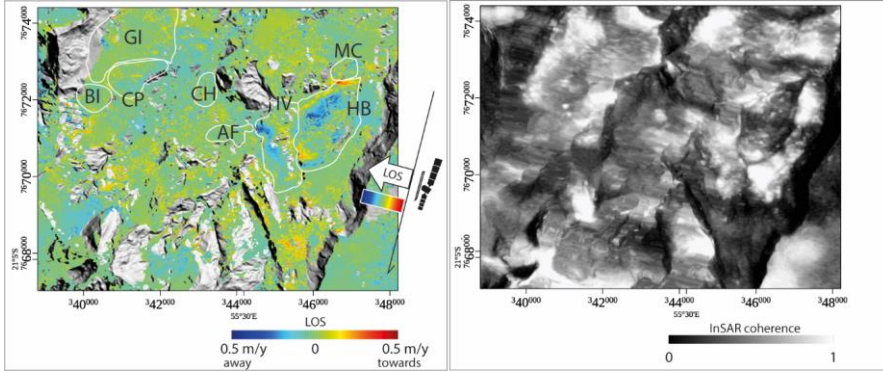 7674000
7672000
7670000
7668000
21°5'S
GI
BI
CP
CH
AF
IV
MC
HB
LOS
340000
342000
344000
346000
348000
55°30'E
LOS
0.5 m/y
0
0.5 m/y
away
towards
7674000
7672000
7670000
7668000
21°5'S
340000
342000
344000
346000
348000
55°30'E
InSAR coherence
0
1